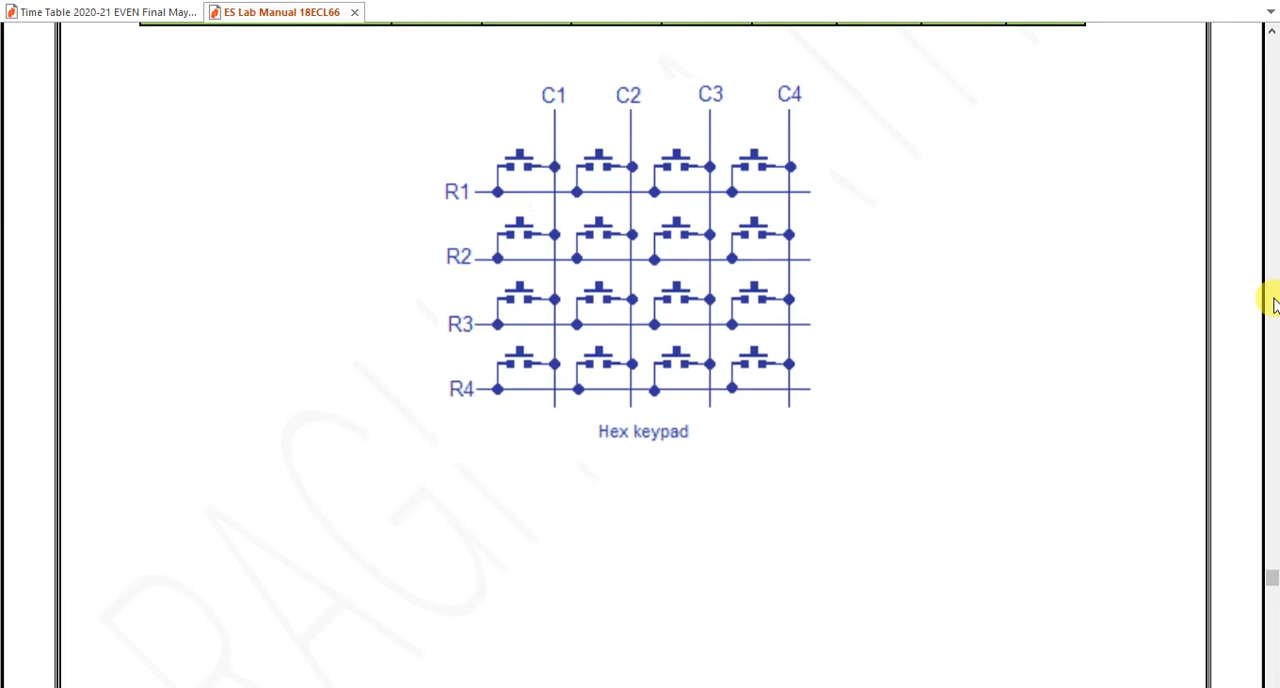 Time Table 2020-21 EVEN Final May... ES Lab Manual 18ECL66
C1 C2 C3 C4
R1
R2
R3
R4
Hex keypad